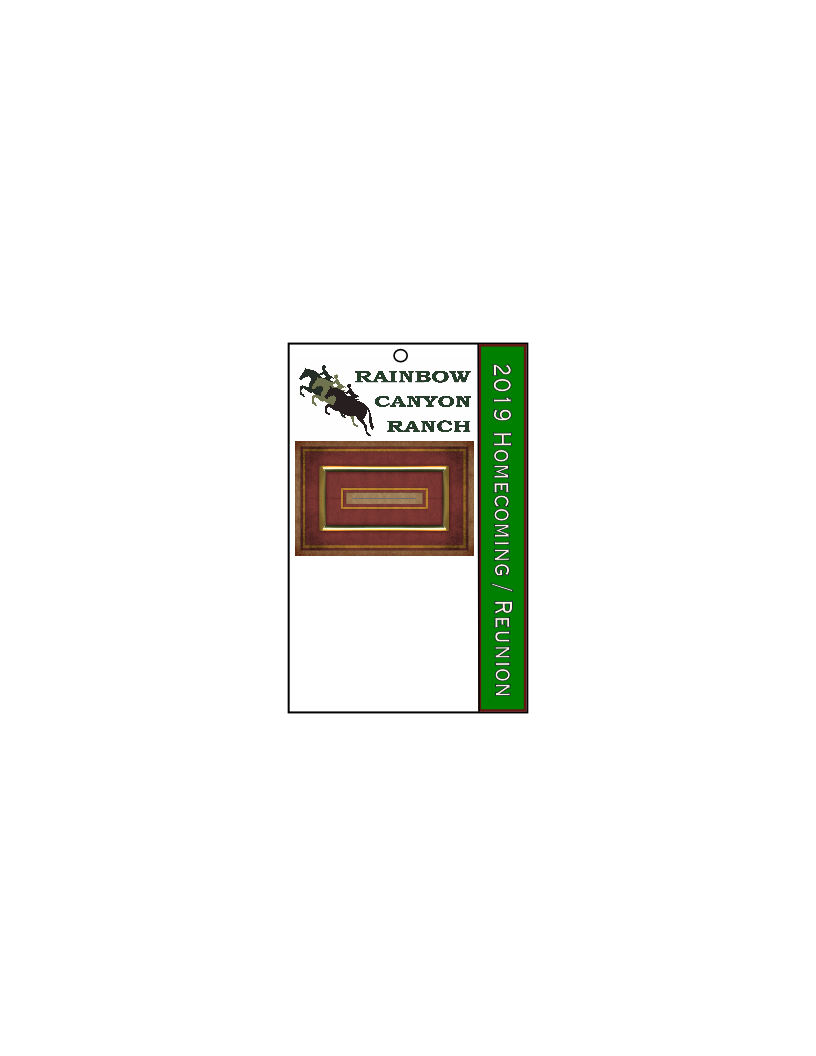 RAINBOW
CANYON
RANCH
2019 HOMECOMING / REUNION